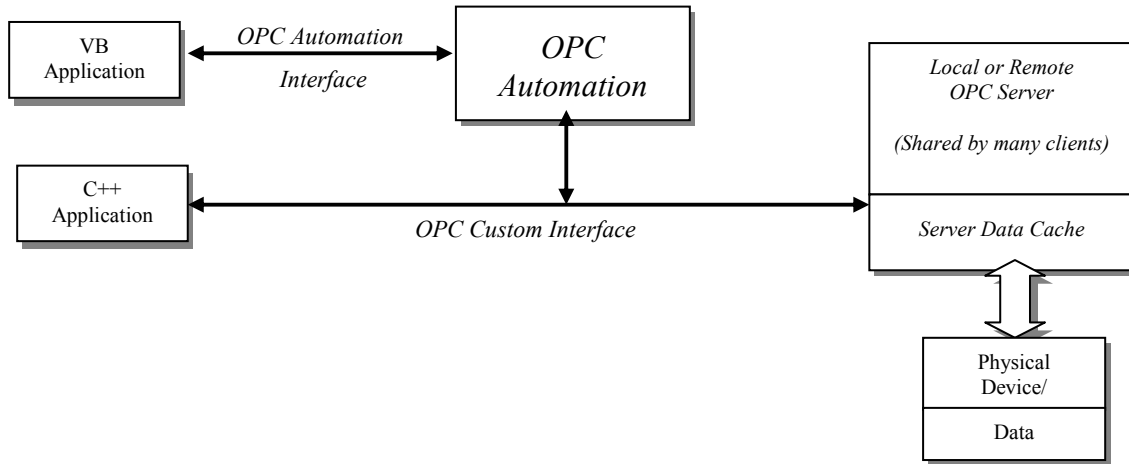 VB
Application
OPC Automation
Interface
OPC
Automation
Local or Remote
OPC Server
(Shared by many clients)
C++
Application
OPC Custom Interface
Server Data Cache
Physical
Device/
Data